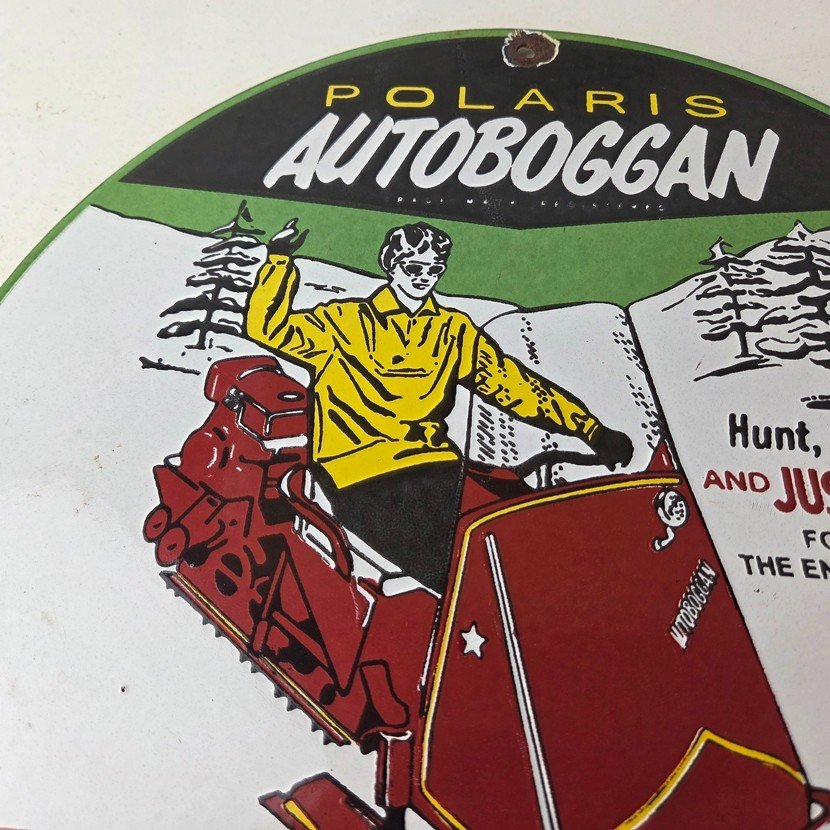 POLARIS
AUTOBOGGAN
Hunt,
AND JUS
FO
THE EN
AUTOBOGGAN